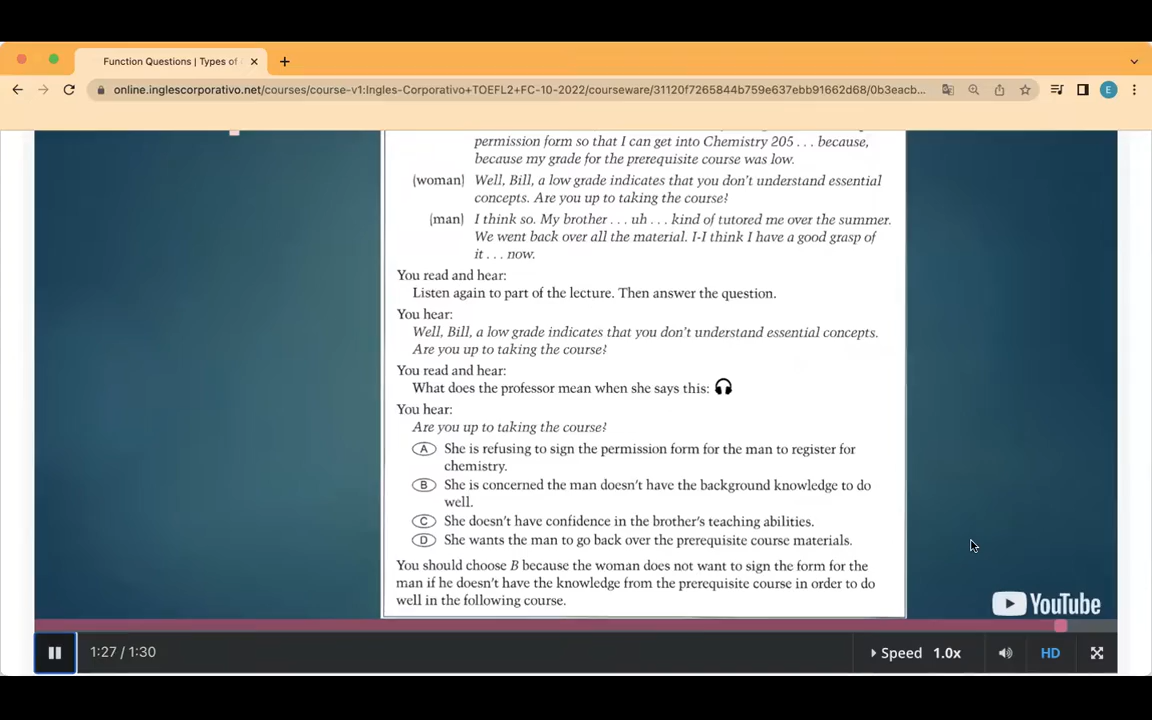 Function Questions | Types of
online.inglescorporativo.net/courses/course-v1:Ingles-Corporativo+TOEFL2+FC-10-2022/courseware/31120f7265844b759e637ebb91662d68/0b3eacb...
E
permission form so that I can get into Chemistry 205 . . . because,
because my grade for the prerequisite course was low.
(woman) Well, Bill, a low grade indicates that you don't understand essential
concepts. Are you up to taking the course?
(man) I think so. My brother . . . uh . . . kind of tutored me over the summer.
We went back over all the material. I-I think I have a good grasp of
it . . . now.
You read and hear:
Listen again to part of the lecture. Then answer the question.
You hear:
Well, Bill, a low grade indicates that you don't understand essential concepts.
Are you up to taking the course?
You read and hear:
What does the professor mean when she says this:
You hear:
Are you up to taking the course?
A She is refusing to sign the permission form for the man to register for
chemistry.
B She is concerned the man doesn't have the background knowledge to do
well.
C She doesn't have confidence in the brother's teaching abilities.
D She wants the man to go back over the prerequisite course materials.
You should choose B because the woman does not want to sign the form for the
man if he doesn't have the knowledge from the prerequisite course in order to do
well in the following course.
YouTube
1:27 / 1:30
Speed 1.0x
HD